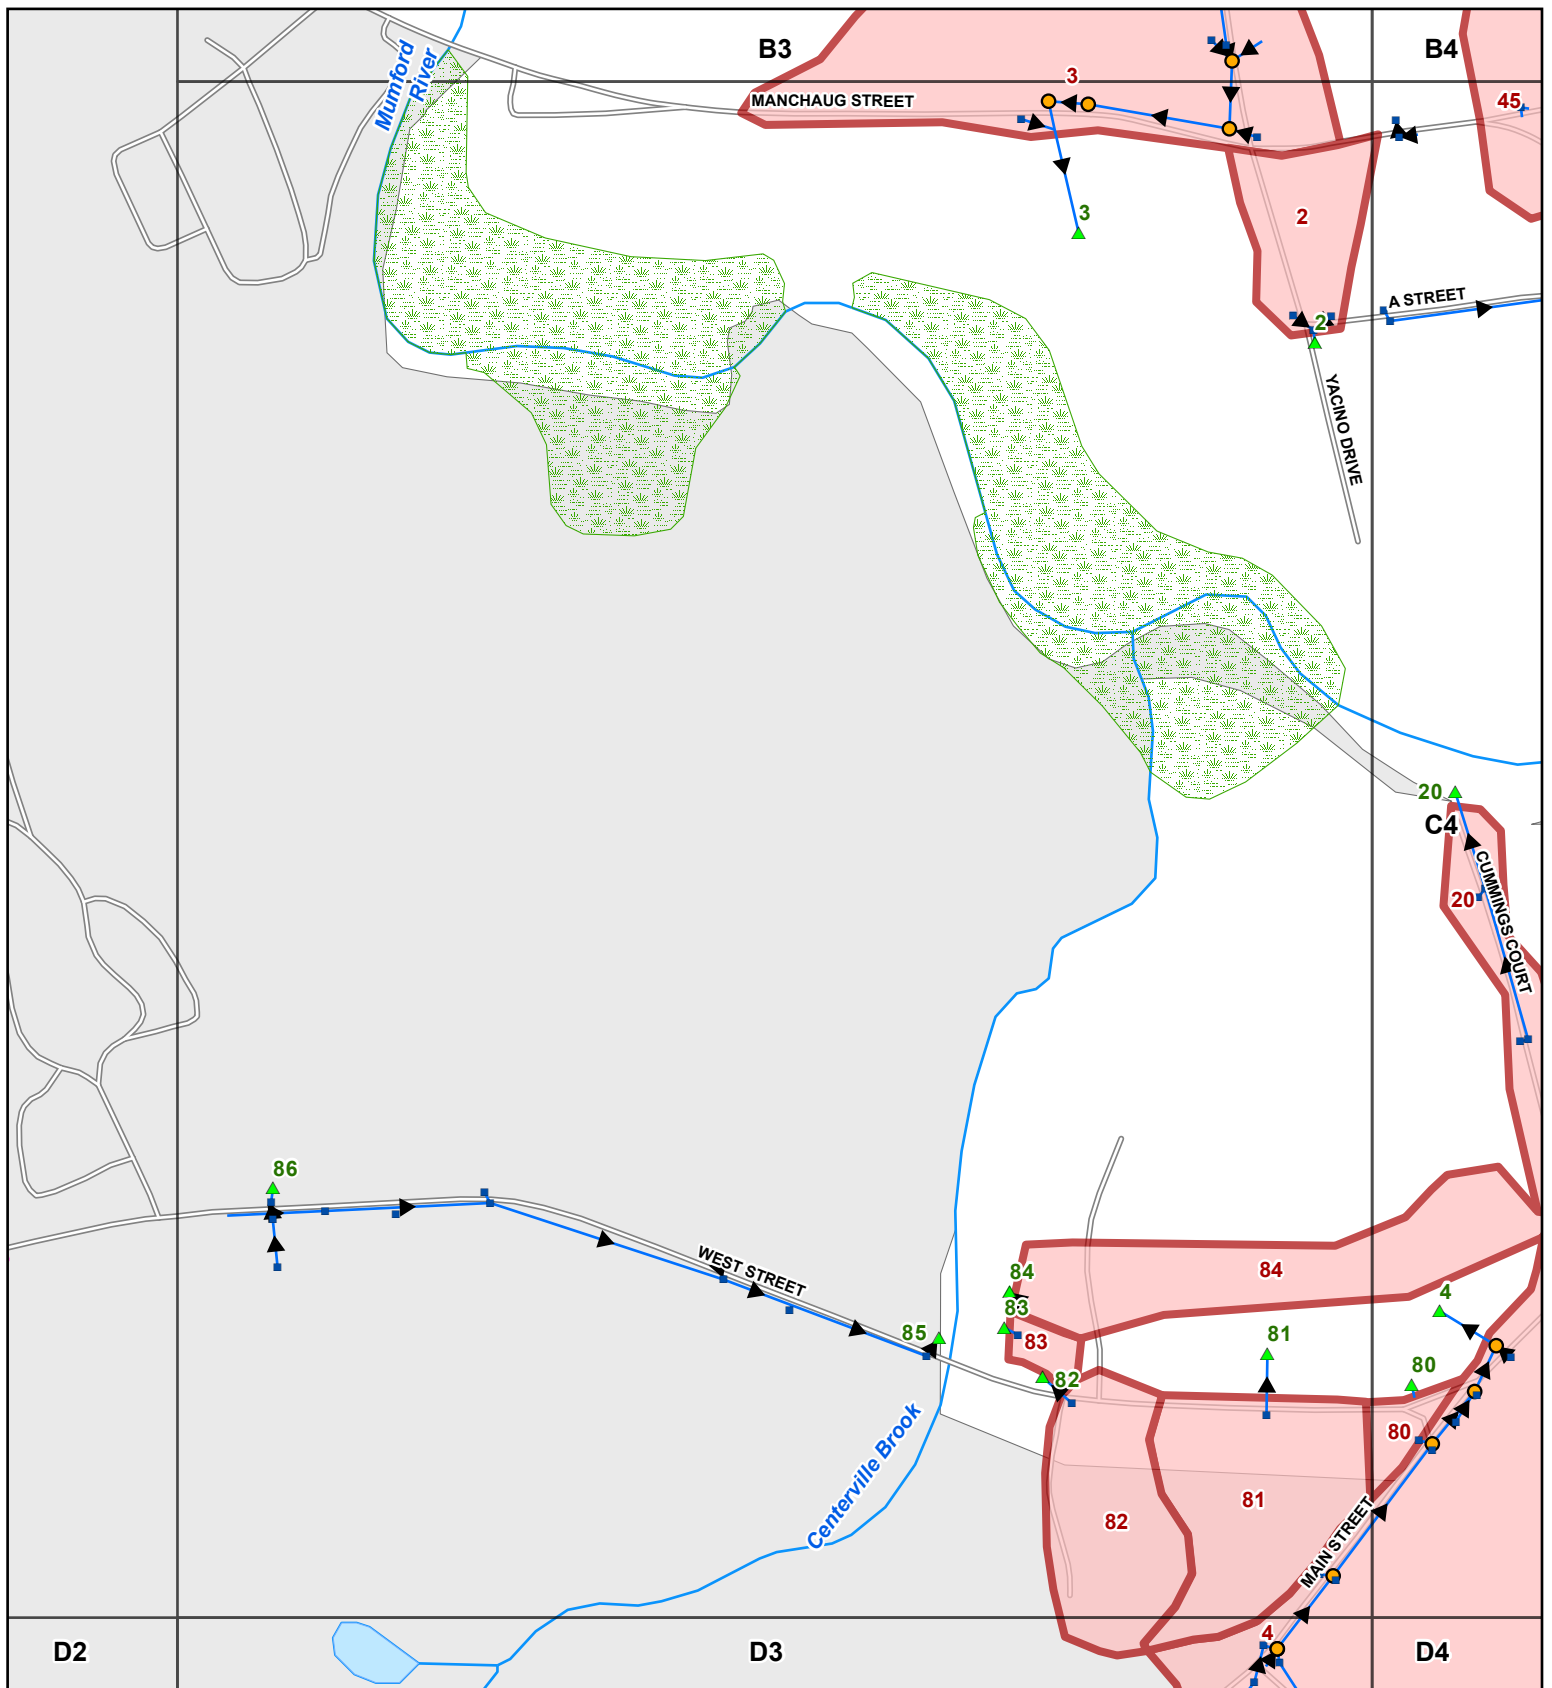 B3
B4
Mumford
River
3
MANCHAUG STREET
45
3
2
A STREET
2
YACINO DRIVE
20
C4
CUMMINGS COURT
20
86
WEST STREET
84
84
83
83
4
85
81
82
80
80
Centerville Brook
82
81
MAIN STREET
4
D2
D3
D4